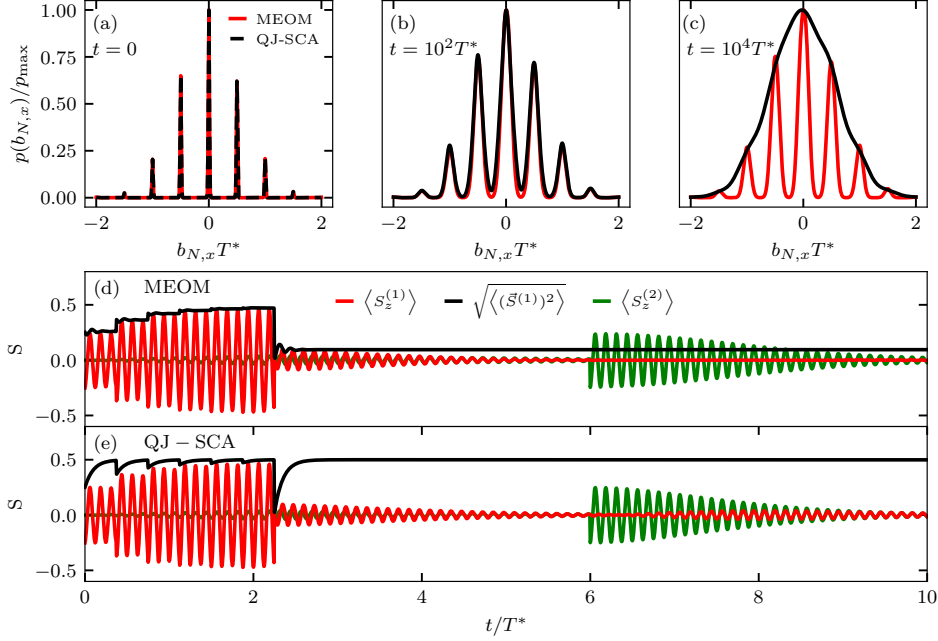 (a)
MEOM
QJ-SCA
t = 0
p(b_{N,x})/p_{max}
1.00
0.75
0.50
0.25
0.00
−2 0 2
b_{N,x}T*
(b)
t = 10²T*
−2 0 2
b_{N,x}T*
(c)
t = 10⁴T*
−2 0 2
b_{N,x}T*
(d) MEOM
⟨S_z^{(1)}⟩ √⟨(S⃗^{(1)})²⟩ ⟨S_z^{(2)}⟩
S
0.5
0.0
−0.5
(e) QJ − SCA
S
0.5
0.0
−0.5
0 2 4 6 8 10
t/T*